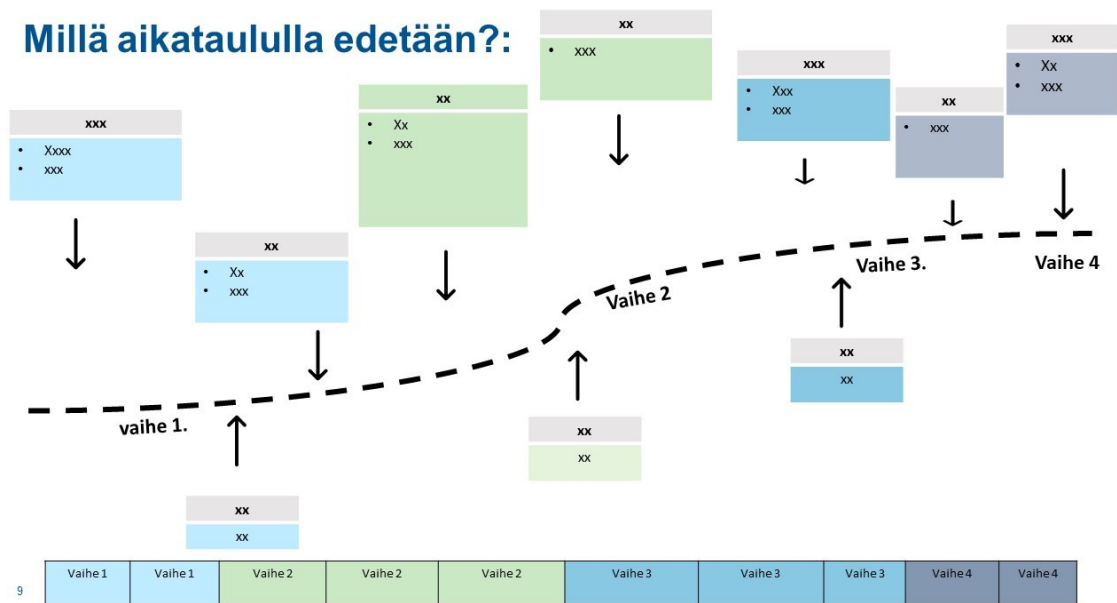 Millä aikataululla edetään?:
xxx
• Xxxx
• xxx
xx
• Xx
• xxx
xx
xx
xx
• Xx
• xxx
xx
• xxx
xx
xx
xxx
• Xxx
• xxx
xx
xx
xx
• xxx
xxx
• Xx
• xxx
vaihe 1.
Vaihe 2
Vaihe 3.
Vaihe 4
9
Vaihe 1 Vaihe 1 Vaihe 2 Vaihe 2 Vaihe 2 Vaihe 3 Vaihe 3 Vaihe 3 Vaihe 4 Vaihe 4